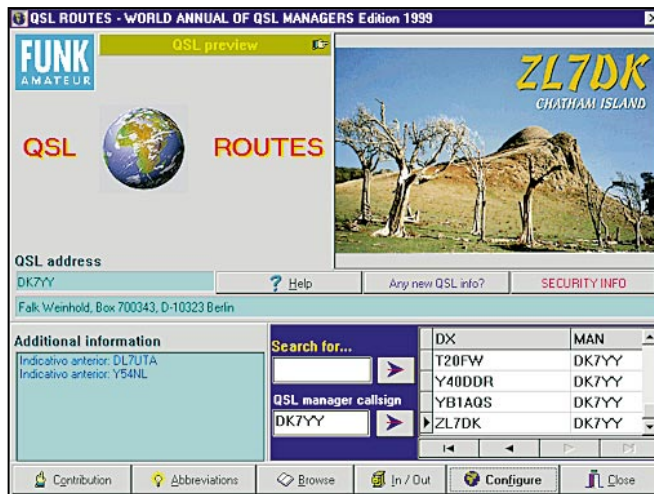 QSL ROUTES - WORLD ANNUAL OF QSL MANAGERS Edition 1999
FUNK
AMATEUR
QSL preview
QSL ROUTES
ZL7DK
CHATHAM ISLAND
QSL address
DK7YY
Help
Any new QSL info?
SECURITY INFO
Falk Weinhold, Box 700343, D-10323 Berlin
Additional information
Indicativo anterior: DL7UTA
Indicativo anterior: Y54NL
Search for...
QSL manager callsign
DK7YY
DX MAN
T20FW DK7YY
Y40DDR DK7YY
YB1AQS DK7YY
ZL7DK DK7YY
Contribution
Abbreviations
Browse
In / Out
Configure
Close